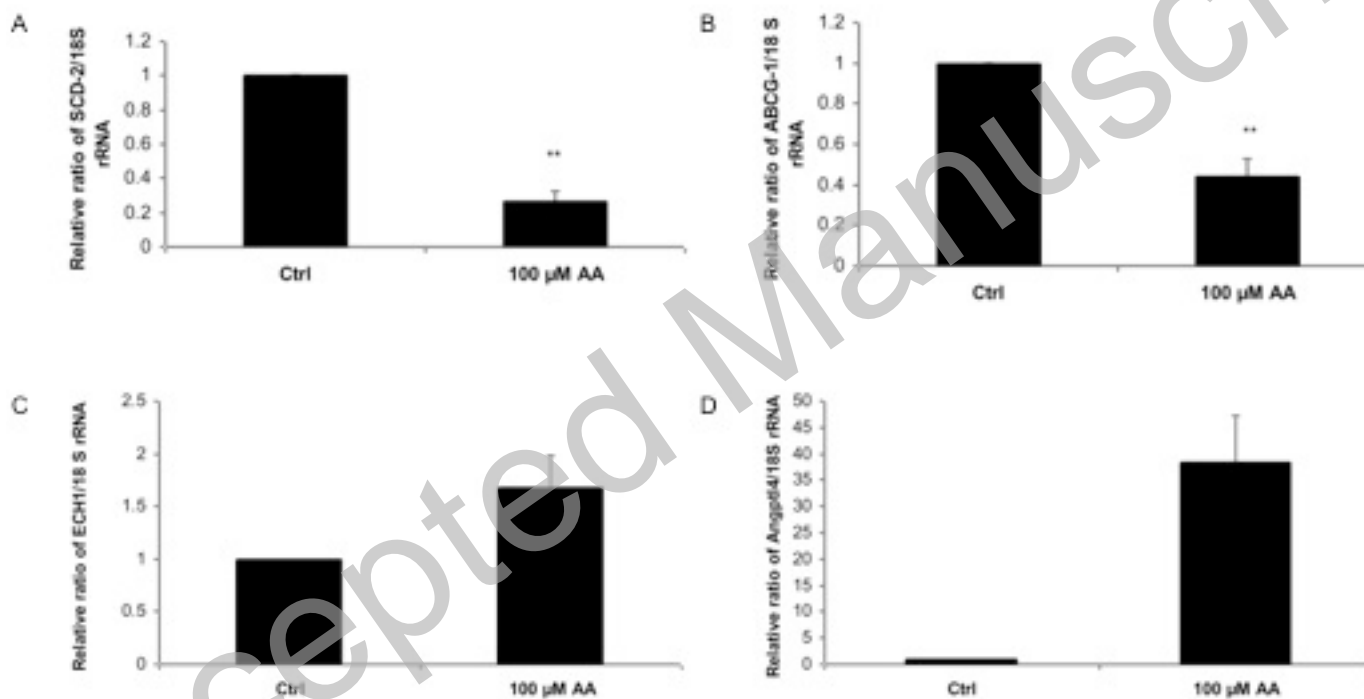 A
Relative ratio of SCD-2/18S
rRNA
1.2
1
0.8
0.6
0.4
0.2
0
**
Ctrl
100 µM AA
B
Relative ratio of ABCG-1/18 S
rRNA
1.2
1
0.8
0.6
0.4
0.2
0
**
Ctrl
100 µM AA
C
Relative ratio of ECH1/18 S rRNA
2.5
2
1.5
1
0.5
0
Ctrl
100 µM AA
D
Relative ratio of Angptl4/18S rRNA
50
45
40
35
30
25
20
15
10
5
0
Ctrl
100 µM AA
cepted Manuscri